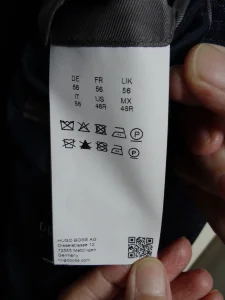 DE FR UK
56 56 56
IT US MX
56 46R 46R
HUGO BOSS AG
Dieselstrasse 12
72555 Metzingen
Germany